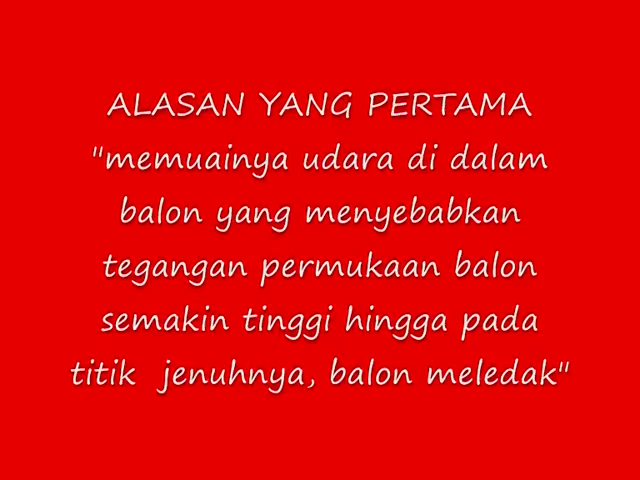 ALASAN YANG PERTAMA
"memuainya udara di dalam
balon yang menyebabkan
tegangan permukaan balon
semakin tinggi hingga pada
titik  jenuhnya, balon meledak"